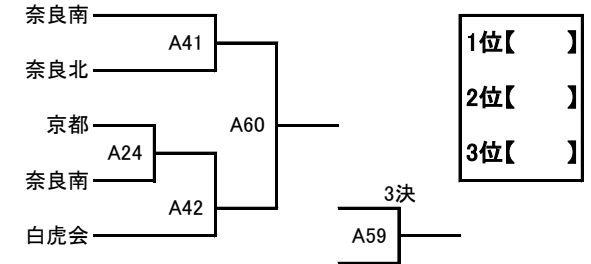 奈良南
A41
奈良北
京都
A24
奈良南
A42
白虎会
A60
3決
A59
1位【　　】
2位【　　】
3位【　　】